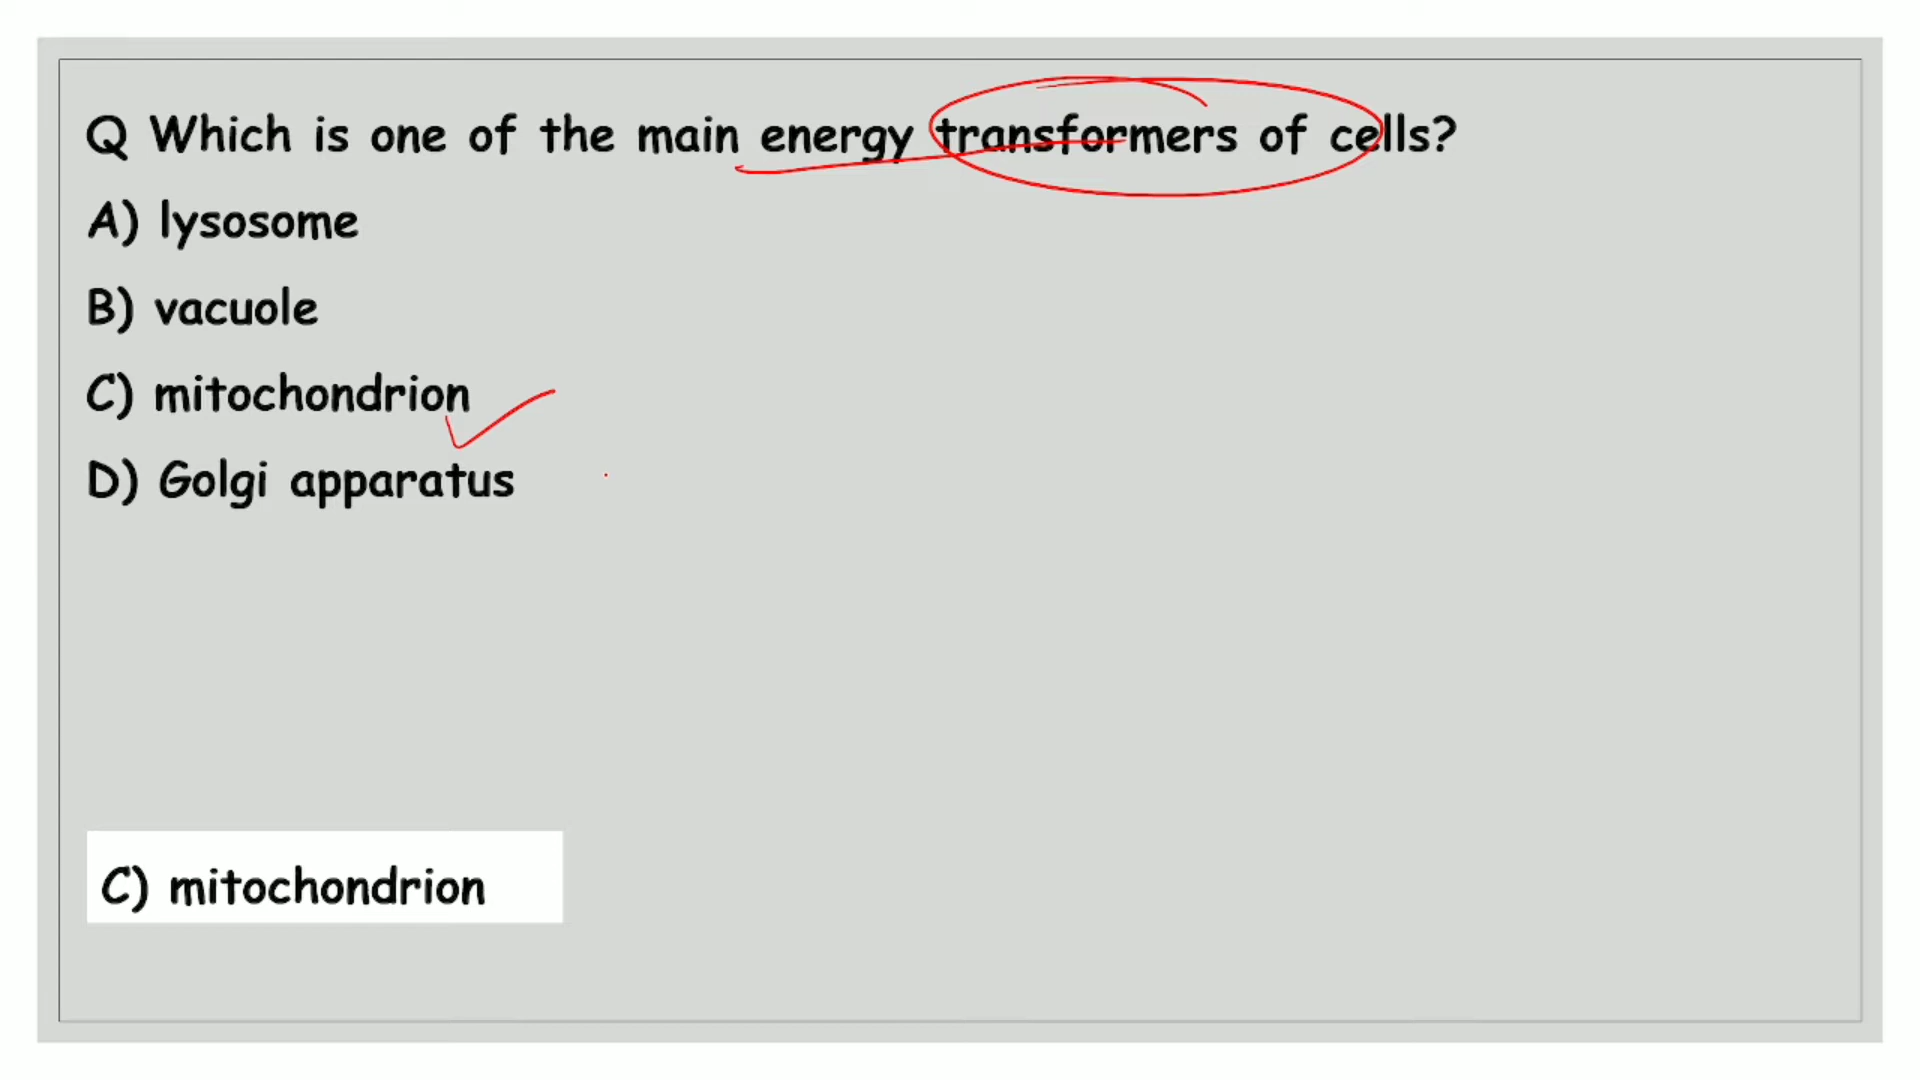 Q Which is one of the main energy transformers of cells?
A) lysosome
B) vacuole
C) mitochondrion
D) Golgi apparatus
C) mitochondrion